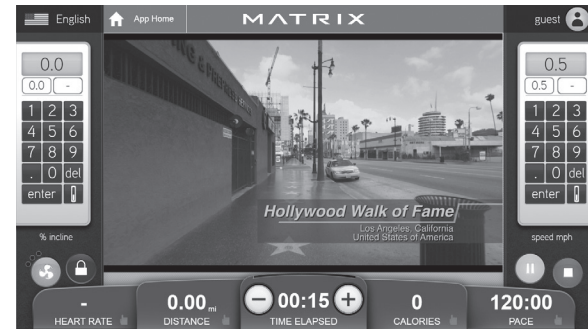 English
App Home
MATRIX
guest
0.0
0.0 -
1 2 3
4 5 6
7 8 9
. 0 del
enter
% incline
Hollywood Walk of Fame
Los Angeles, California
United States of America
0.5
0.5 -
1 2 3
4 5 6
7 8 9
. 0 del
enter
speed mph
-
HEART RATE
0.00 mi
DISTANCE
− 00:15 +
TIME ELAPSED
0
CALORIES
120:00
PACE